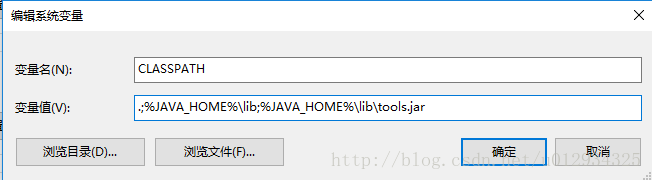 编辑系统变量
变量名(N):
CLASSPATH
变量值(V):
.;%JAVA_HOME%\lib;%JAVA_HOME%\lib\tools.jar
浏览目录(D)...
浏览文件(F)...
确定
取消